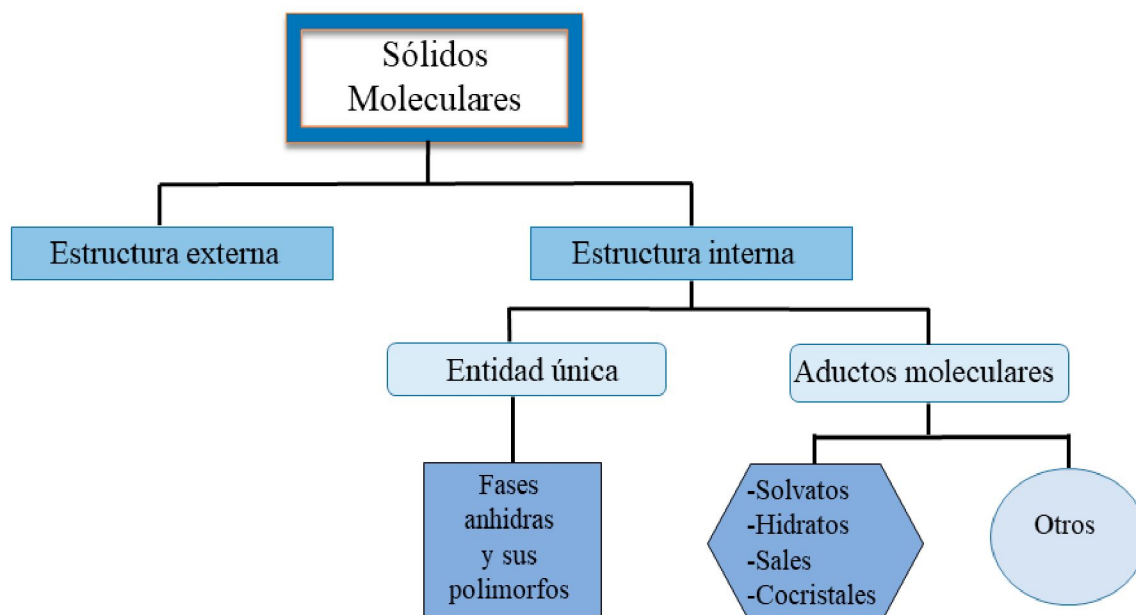 Sólidos
Moleculares
Estructura externa
Estructura interna
Entidad única
Aductos moleculares
Fases
anhidras
y sus
polimorfos
-Solvatos
-Hidratos
-Sales
-Cocristales
Otros